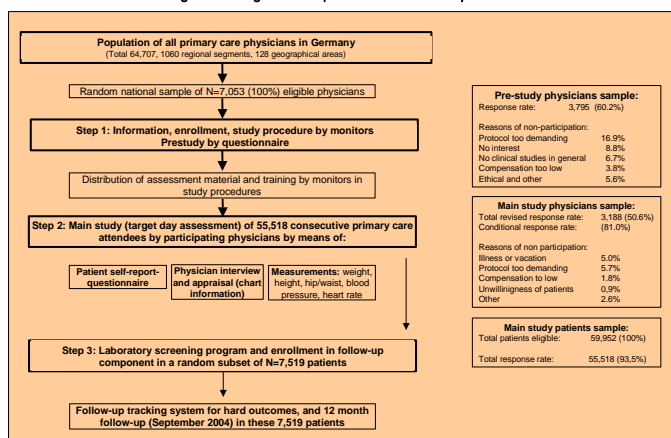 Population of all primary care physicians in Germany
(Total 64,707, 1060 regional segments, 128 geographical areas)
Random national sample of N=7,053 (100%) eligible physicians
Step 1: Information, enrollment, study procedure by monitors
Prestudy by questionnaire
Distribution of assessment material and training by monitors in
study procedures
Step 2: Main study (target day assessment) of 55,518 consecutive primary care
attendees by participating physicians by means of:
Patient self-report-
questionnaire
Physician interview
and appraisal (chart
information)
Measurements: weight,
height, hip/waist, blood
pressure, heart rate
Step 3: Laboratory screening program and enrollment in follow-up
component in a random subset of N=7,519 patients
Follow-up tracking system for hard outcomes, and 12 month
follow-up (September 2004) in these 7,519 patients
Pre-study physicians sample:
Response rate: 3,795 (60.2%)
Reasons of non-participation:
Protocol too demanding 16.9%
No interest 8.8%
No clinical studies in general 6.7%
Compensation too low 3.8%
Ethical and other 5.6%
Main study physicians sample:
Total revised response rate: 3,188 (50.6%)
Conditional response rate: (81.0%)
Reasons of non participation:
Illness or vacation 5.0%
Protocol too demanding 5.7%
Compensation to low 1.8%
Unwillinignes of patients 0,9%
Other 2.6%
Main study patients sample:
Total patients eligible: 59,952 (100%)
Total response rate: 55,518 (93,5%)